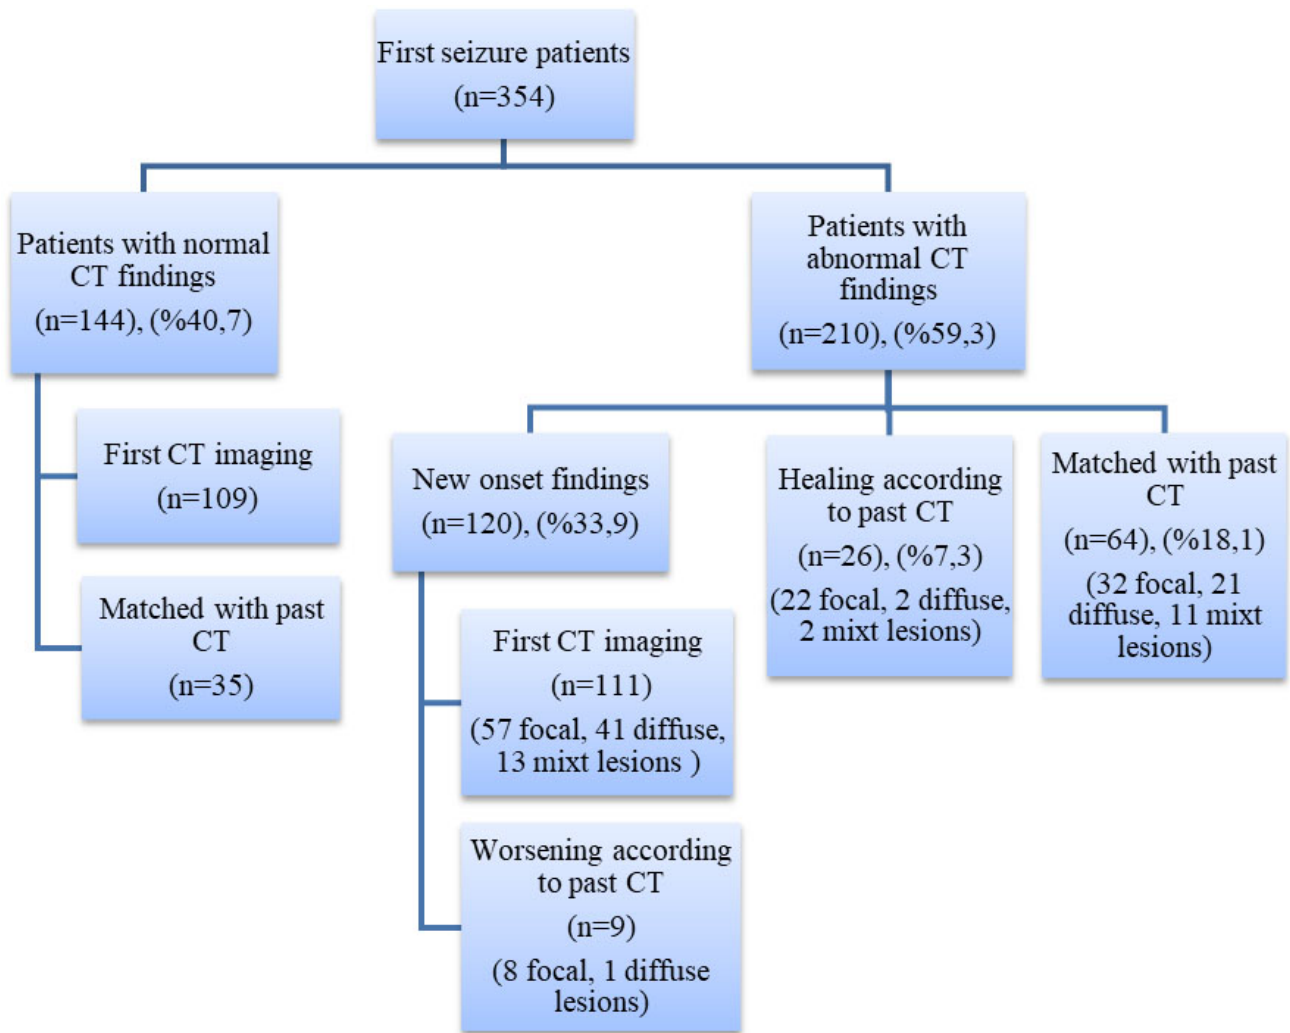 First seizure patients
(n=354)
Patients with normal
CT findings
(n=144), (%40,7)
First CT imaging
(n=109)
Matched with past
CT
(n=35)
Patients with
abnormal CT
findings
(n=210), (%59,3)
New onset findings
(n=120), (%33,9)
First CT imaging
(n=111)
(57 focal, 41 diffuse,
13 mixt lesions )
Worsening according
to past CT
(n=9)
(8 focal, 1 diffuse
lesions)
Healing according
to past CT
(n=26), (%7,3)
(22 focal, 2 diffuse,
2 mixt lesions)
Matched with past
CT
(n=64), (%18,1)
(32 focal, 21
diffuse, 11 mixt
lesions)